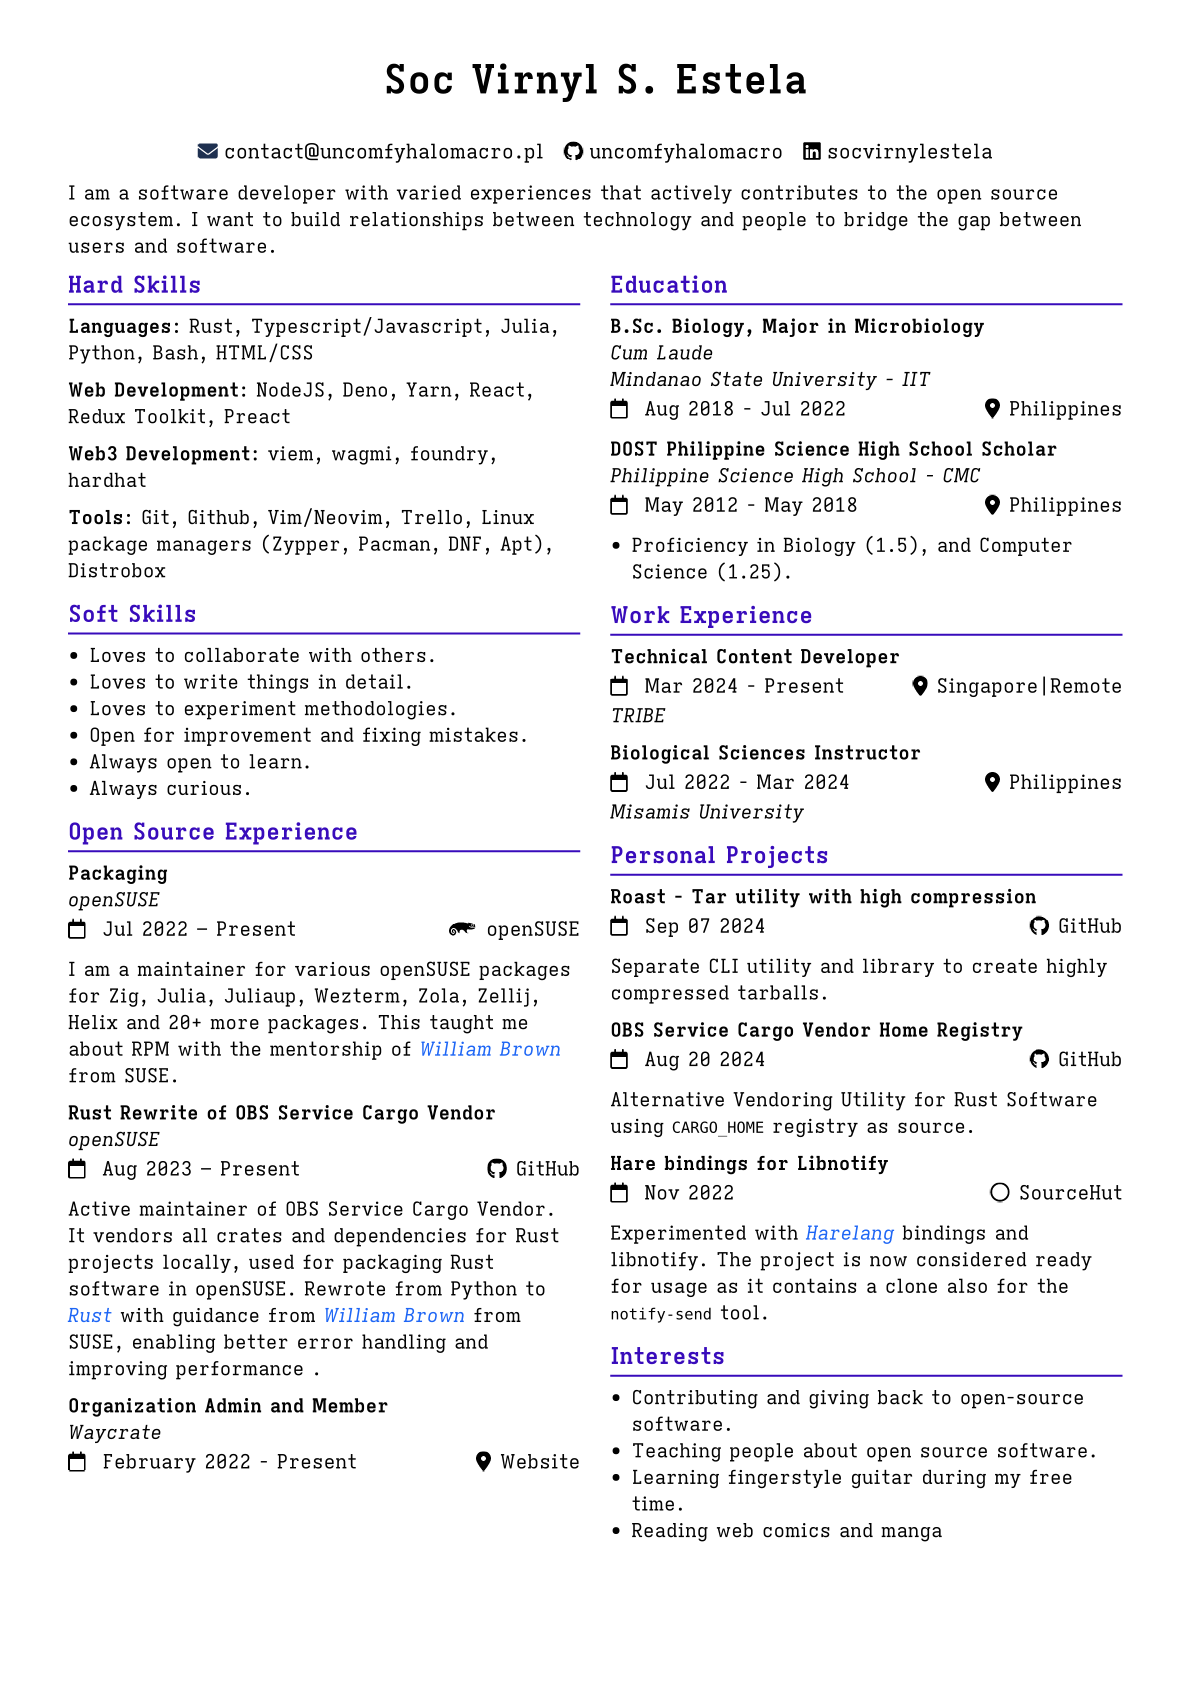 Soc Virnyl S. Estela
contact@uncomfyhalomacro.pl uncomfyhalomacro socvirnylestela
I am a software developer with varied experiences that actively contributes to the open source
ecosystem. I want to build relationships between technology and people to bridge the gap between
users and software.
Hard Skills
Languages: Rust, Typescript/Javascript, Julia,
Python, Bash, HTML/CSS
Web Development: NodeJS, Deno, Yarn, React,
Redux Toolkit, Preact
Web3 Development: viem, wagmi, foundry,
hardhat
Tools: Git, Github, Vim/Neovim, Trello, Linux
package managers (Zypper, Pacman, DNF, Apt),
Distrobox
Soft Skills
• Loves to collaborate with others.
• Loves to write things in detail.
• Loves to experiment methodologies.
• Open for improvement and fixing mistakes.
• Always open to learn.
• Always curious.
Open Source Experience
Packaging
openSUSE
Jul 2022 – Present openSUSE
I am a maintainer for various openSUSE packages
for Zig, Julia, Juliaup, Wezterm, Zola, Zellij,
Helix and 20+ more packages. This taught me
about RPM with the mentorship of William Brown
from SUSE.
Rust Rewrite of OBS Service Cargo Vendor
openSUSE
Aug 2023 – Present GitHub
Active maintainer of OBS Service Cargo Vendor.
It vendors all crates and dependencies for Rust
projects locally, used for packaging Rust
software in openSUSE. Rewrote from Python to
Rust with guidance from William Brown from
SUSE, enabling better error handling and
improving performance .
Organization Admin and Member
Waycrate
February 2022 - Present Website
Education
B.Sc. Biology, Major in Microbiology
Cum Laude
Mindanao State University - IIT
Aug 2018 - Jul 2022 Philippines
DOST Philippine Science High School Scholar
Philippine Science High School - CMC
May 2012 - May 2018 Philippines
• Proficiency in Biology (1.5), and Computer
Science (1.25).
Work Experience
Technical Content Developer
Mar 2024 - Present Singapore|Remote
TRIBE
Biological Sciences Instructor
Jul 2022 - Mar 2024 Philippines
Misamis University
Personal Projects
Roast - Tar utility with high compression
Sep 07 2024 GitHub
Separate CLI utility and library to create highly
compressed tarballs.
OBS Service Cargo Vendor Home Registry
Aug 20 2024 GitHub
Alternative Vendoring Utility for Rust Software
using CARGO_HOME registry as source.
Hare bindings for Libnotify
Nov 2022 SourceHut
Experimented with Harelang bindings and
libnotify. The project is now considered ready
for usage as it contains a clone also for the
notify-send tool.
Interests
• Contributing and giving back to open-source
software.
• Teaching people about open source software.
• Learning fingerstyle guitar during my free
time.
• Reading web comics and manga